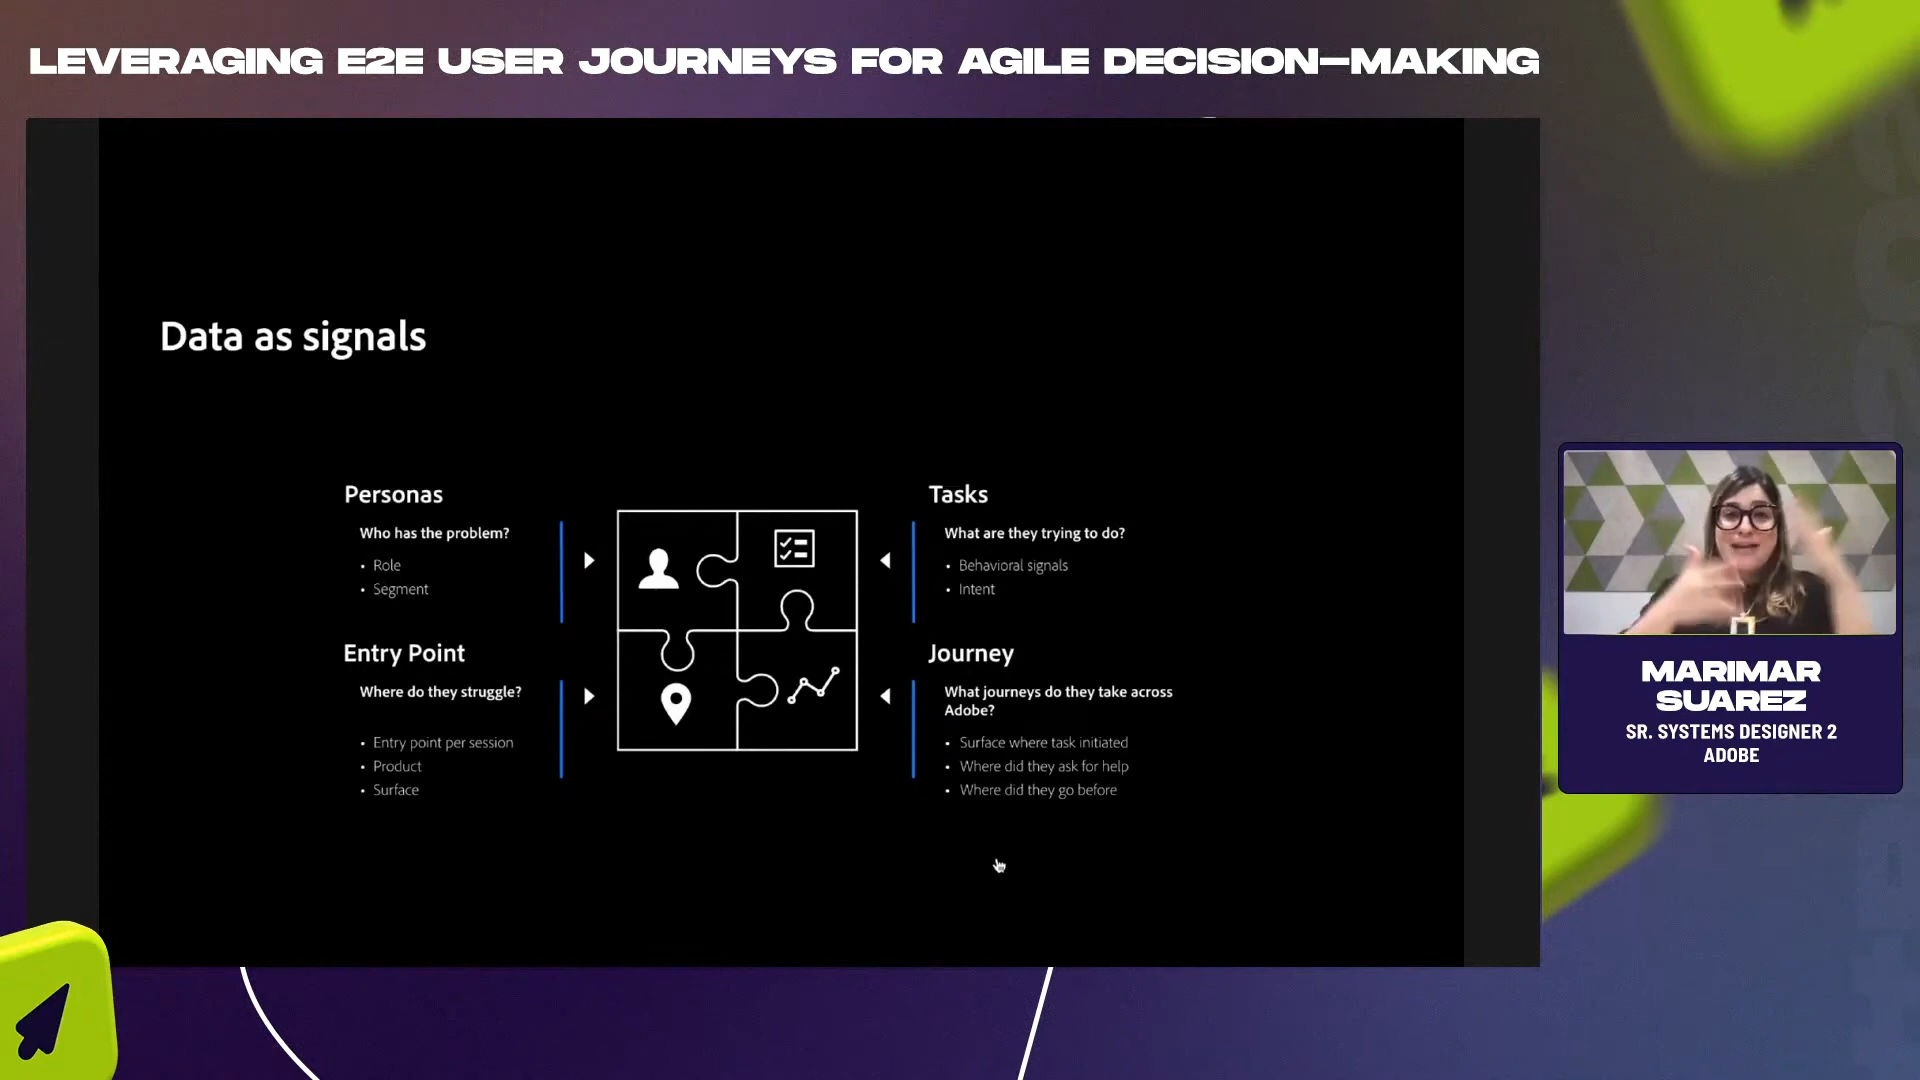 LEVERAGING E2E USER JOURNEYS FOR AGILE DECISION-MAKING
Data as signals
Personas
Who has the problem?
• Role
• Segment
Entry Point
Where do they struggle?
• Entry point per session
• Product
• Surface
Tasks
What are they trying to do?
• Behavioral signals
• Intent
Journey
What journeys do they take across
Adobe?
• Surface where task initiated
• Where did they ask for help
• Where did they go before
MARIMAR
SUAREZ
SR. SYSTEMS DESIGNER 2
ADOBE